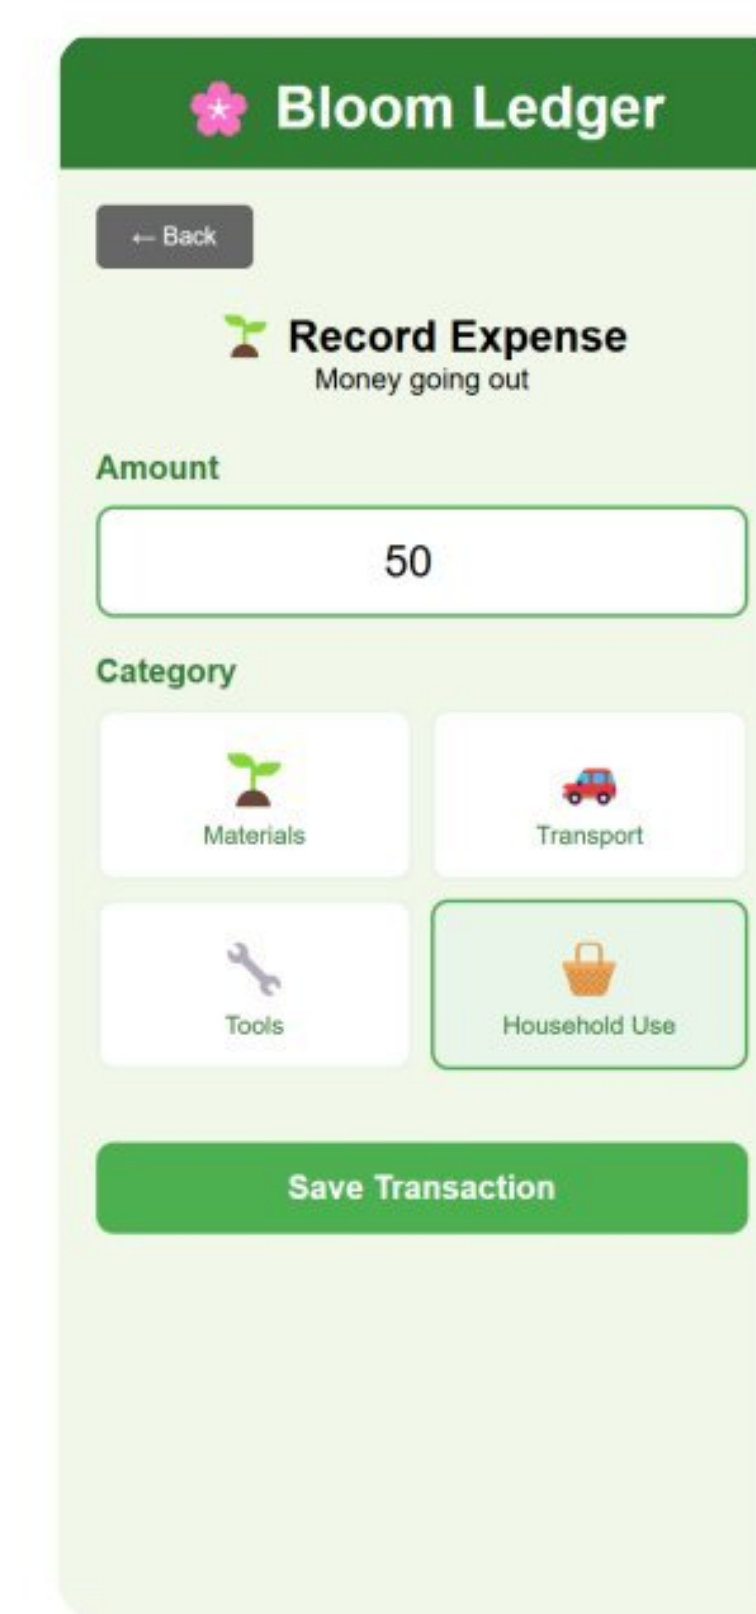 Bloom Ledger
← Back
Record Expense
Money going out
Amount
50
Category
Materials
Transport
Tools
Household Use
Save Transaction